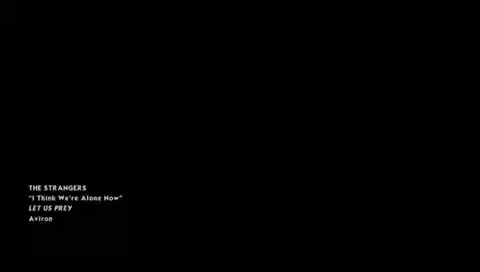 THE STRANGERS
"I Think We're Alone Now"
LET US PREY
Aviron